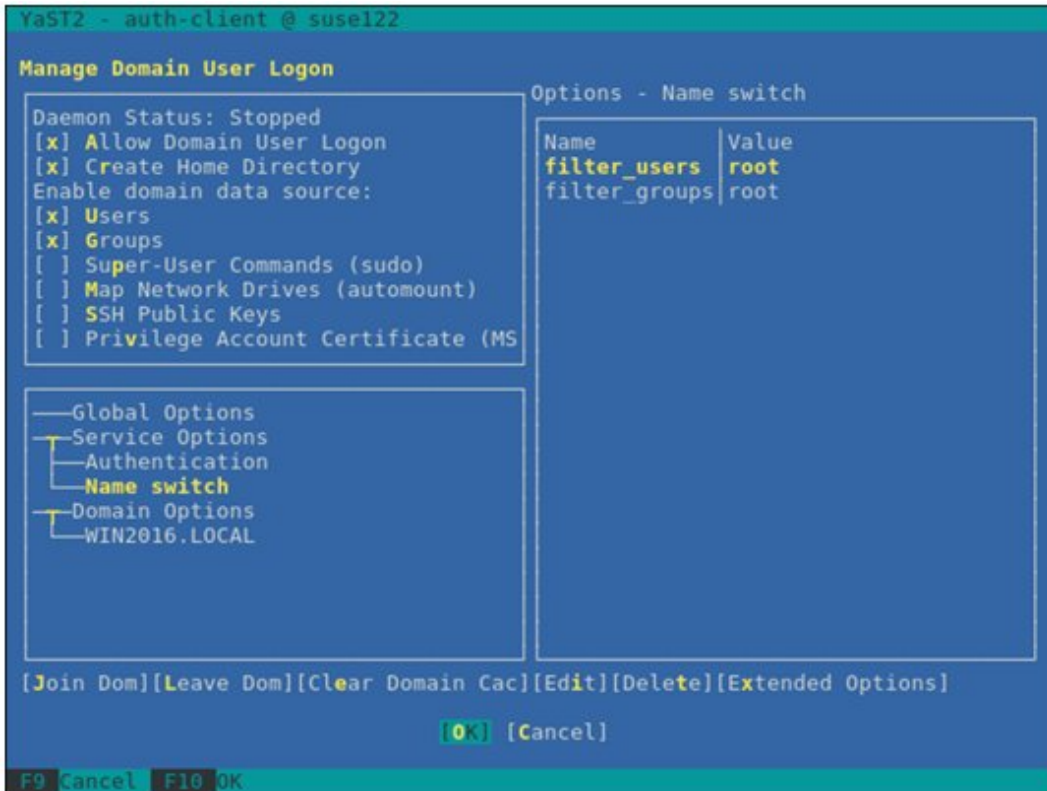 YaST2 - auth-client @ suse122
Manage Domain User Logon
Daemon Status: Stopped
[x] Allow Domain User Logon
[x] Create Home Directory
Enable domain data source:
[x] Users
[x] Groups
[ ] Super-User Commands (sudo)
[ ] Map Network Drives (automount)
[ ] SSH Public Keys
[ ] Privilege Account Certificate (MS
Global Options
Service Options
Authentication
Name switch
Domain Options
WIN2016.LOCAL
Options - Name switch
Name Value
filter_users root
filter_groups root
[Join Dom][Leave Dom][Clear Domain Cac][Edit][Delete][Extended Options]
[OK] [Cancel]
F9 Cancel F10 OK